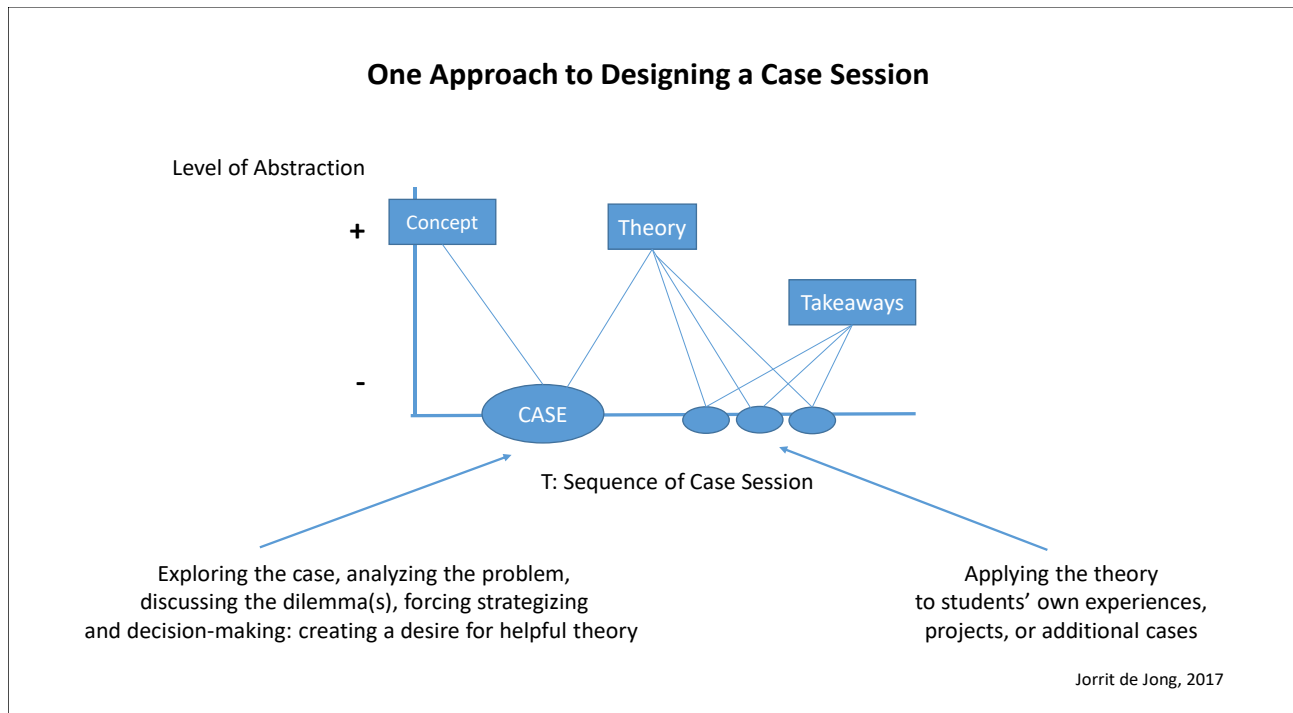 One Approach to Designing a Case Session
Level of Abstraction
+
Concept
Theory
Takeaways
-
CASE
T: Sequence of Case Session
Exploring the case, analyzing the problem,
discussing the dilemma(s), forcing strategizing
and decision-making: creating a desire for helpful theory
Applying the theory
to students’ own experiences,
projects, or additional cases
Jorrit de Jong, 2017